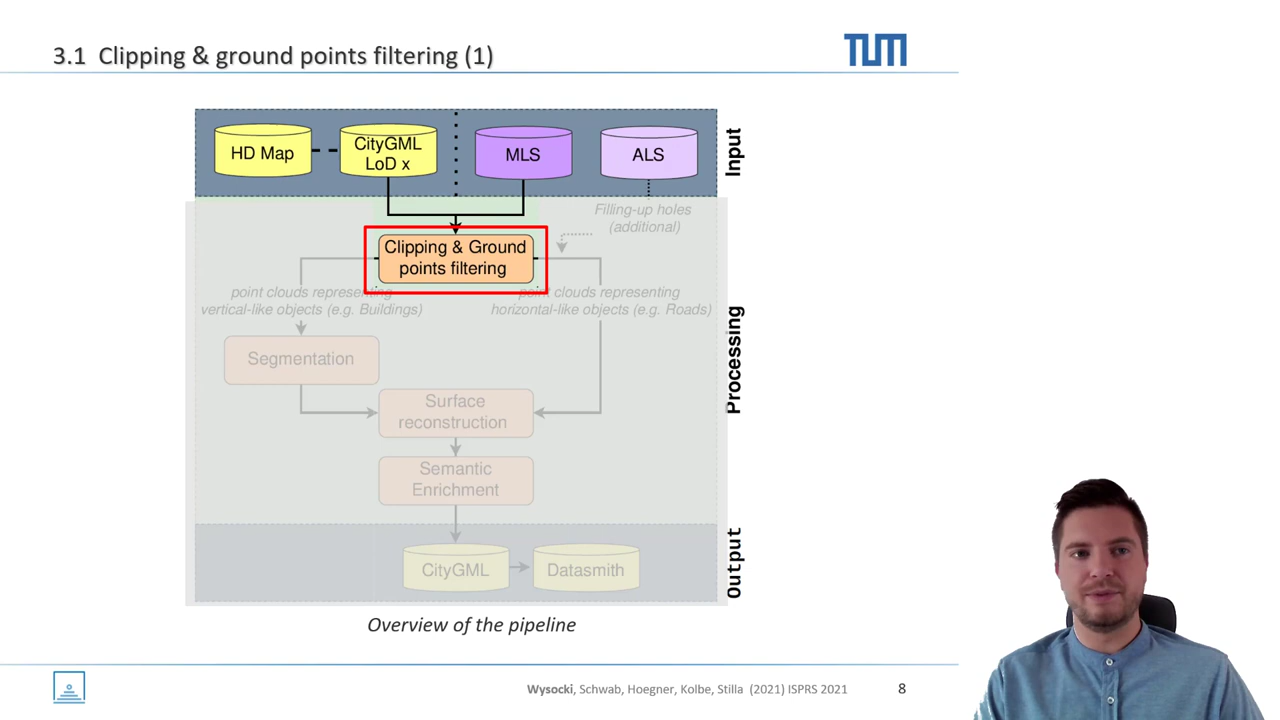 3.1 Clipping & ground points filtering (1)
TUM
HD Map
CityGML
LoD x
MLS
ALS
Input
Filling-up holes
(additional)
Clipping & Ground
points filtering
point clouds representing
vertical-like objects (e.g. Buildings)
point clouds representing
horizontal-like objects (e.g. Roads)
Processing
Segmentation
Surface
reconstruction
Semantic
Enrichment
CityGML
Datasmith
Output
Overview of the pipeline
Wysocki, Schwab, Hoegner, Kolbe, Stilla (2021) ISPRS 2021
8